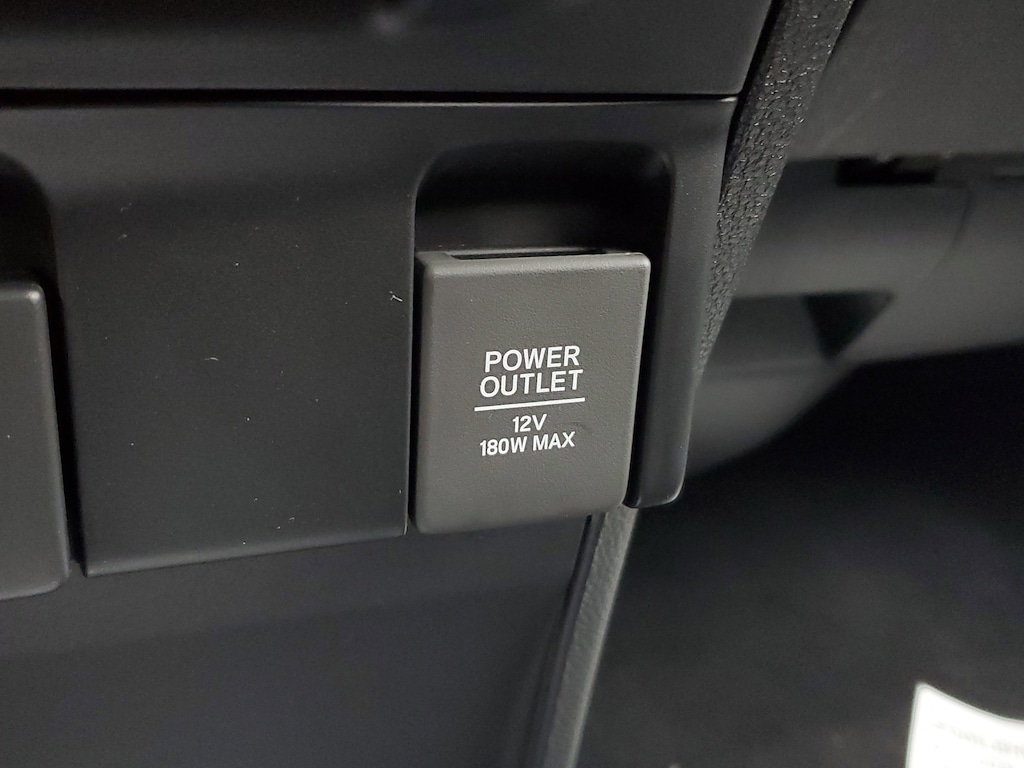 POWER
OUTLET
12V
180W MAX